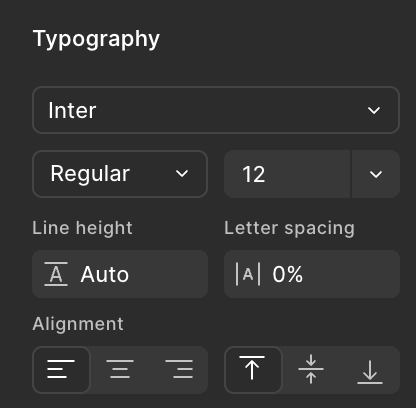 Typography
Inter
Regular 12
Line height Letter spacing
A Auto |A| 0%
Alignment